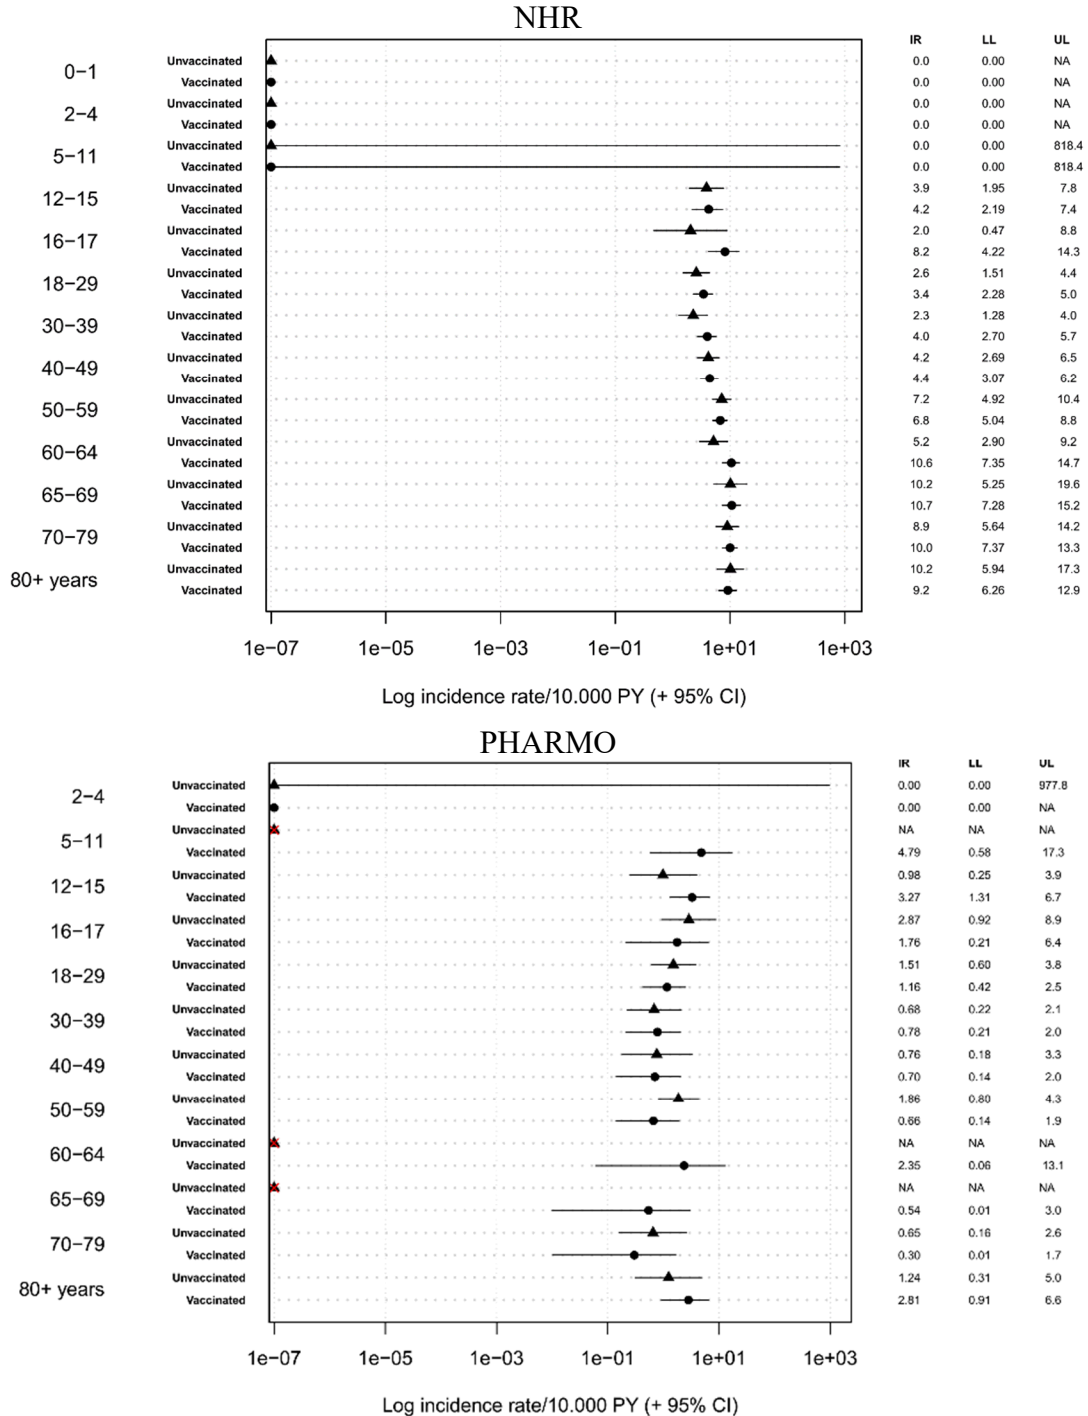 NHR
IR LL UL
0−1
Unvaccinated 0.0 0.00 NA
Vaccinated 0.0 0.00 NA
2−4
Unvaccinated 0.0 0.00 NA
Vaccinated 0.0 0.00 NA
5−11
Unvaccinated 0.0 0.00 818.4
Vaccinated 0.0 0.00 818.4
12−15
Unvaccinated 3.9 1.95 7.8
Vaccinated 4.2 2.19 7.4
16−17
Unvaccinated 2.0 0.47 8.8
Vaccinated 8.2 4.22 14.3
18−29
Unvaccinated 2.6 1.51 4.4
Vaccinated 3.4 2.28 5.0
30−39
Unvaccinated 2.3 1.28 4.0
Vaccinated 4.0 2.70 5.7
40−49
Unvaccinated 4.2 2.69 6.5
Vaccinated 4.4 3.07 6.2
50−59
Unvaccinated 7.2 4.92 10.4
Vaccinated 6.8 5.04 8.8
60−64
Unvaccinated 5.2 2.90 9.2
Vaccinated 10.6 7.35 14.7
65−69
Unvaccinated 10.2 5.25 19.6
Vaccinated 10.7 7.28 15.2
70−79
Unvaccinated 8.9 5.64 14.2
Vaccinated 10.0 7.37 13.3
80+ years
Unvaccinated 10.2 5.94 17.3
Vaccinated 9.2 6.26 12.9
1e−07 1e−05 1e−03 1e−01 1e+01 1e+03
Log incidence rate/10.000 PY (+ 95% CI)
PHARMO
IR LL UL
2−4
Unvaccinated 0.00 0.00 977.8
Vaccinated 0.00 0.00 NA
5−11
Unvaccinated NA NA NA
Vaccinated 4.79 0.58 17.3
12−15
Unvaccinated 0.98 0.25 3.9
Vaccinated 3.27 1.31 6.7
16−17
Unvaccinated 2.87 0.92 8.9
Vaccinated 1.76 0.21 6.4
18−29
Unvaccinated 1.51 0.60 3.8
Vaccinated 1.16 0.42 2.5
30−39
Unvaccinated 0.68 0.22 2.1
Vaccinated 0.78 0.21 2.0
40−49
Unvaccinated 0.76 0.18 3.3
Vaccinated 0.70 0.14 2.0
50−59
Unvaccinated 1.86 0.80 4.3
Vaccinated 0.66 0.14 1.9
60−64
Unvaccinated NA NA NA
Vaccinated 2.35 0.06 13.1
65−69
Unvaccinated NA NA NA
Vaccinated 0.54 0.01 3.0
70−79
Unvaccinated 0.65 0.16 2.6
Vaccinated 0.30 0.01 1.7
80+ years
Unvaccinated 1.24 0.31 5.0
Vaccinated 2.81 0.91 6.6
1e−07 1e−05 1e−03 1e−01 1e+01 1e+03
Log incidence rate/10.000 PY (+ 95% CI)